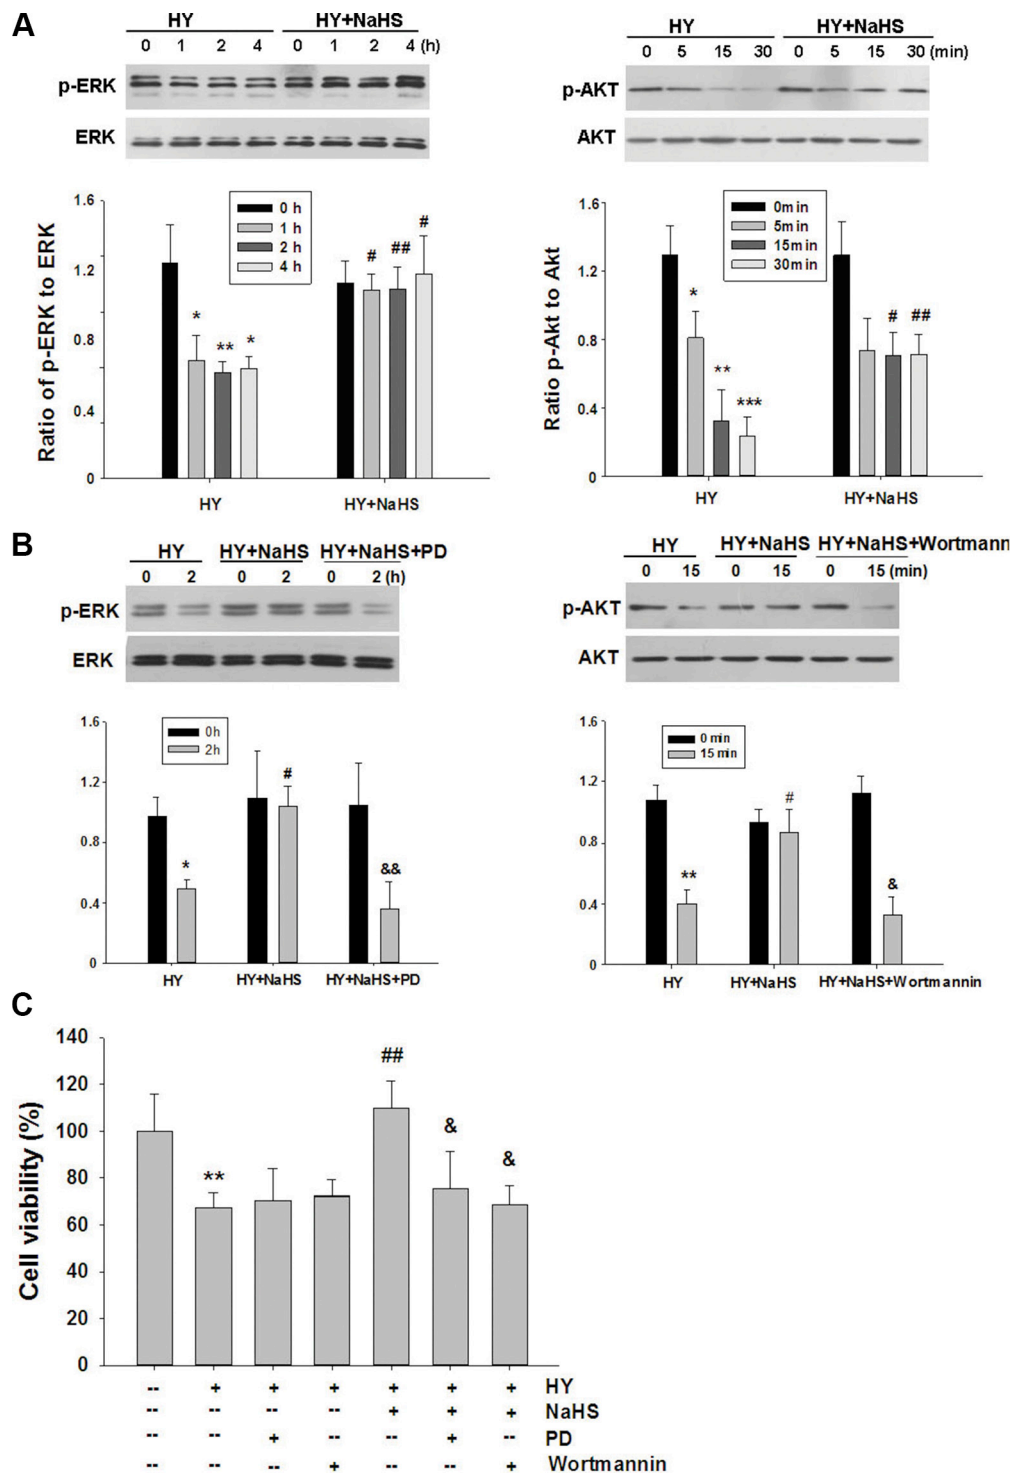 A
HY HY+NaHS
0 1 2 4 0 1 2 4 (h)
p-ERK
ERK
1.6
1.2
0.8
0.4
0
Ratio of p-ERK to ERK
0 h
1 h
2 h
4 h
* ** * # ## #
HY HY+NaHS
HY HY+NaHS
0 5 15 30 0 5 15 30 (min)
p-AKT
AKT
1.6
1.2
0.8
0.4
0
Ratio p-Akt to Akt
0min
5min
15min
30min
* ** *** # ##
HY HY+NaHS
B
HY HY+NaHS HY+NaHS+PD
0 2 0 2 0 2 (h)
p-ERK
ERK
1.6
1.2
0.8
0.4
0
0h
2h
* # &&
HY HY+NaHS HY+NaHS+PD
HY HY+NaHS HY+NaHS+Wortmann
0 15 0 15 0 15 (min)
p-AKT
AKT
1.6
1.2
0.8
0.4
0
0 min
15 min
** # &
HY HY+NaHS HY+NaHS+Wortmannin
C
140
120
100
80
60
40
20
0
Cell viability (%)
** ## & &
-- + + + + + + HY
-- -- -- -- + + + NaHS
-- -- + -- -- + -- PD
-- -- -- + -- -- + Wortmannin